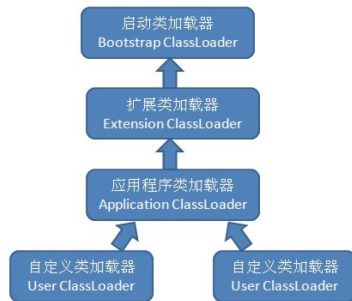 启动类加载器
Bootstrap ClassLoader
扩展类加载器
Extension ClassLoader
应用程序类加载器
Application ClassLoader
自定义类加载器
User ClassLoader
自定义类加载器
User ClassLoader